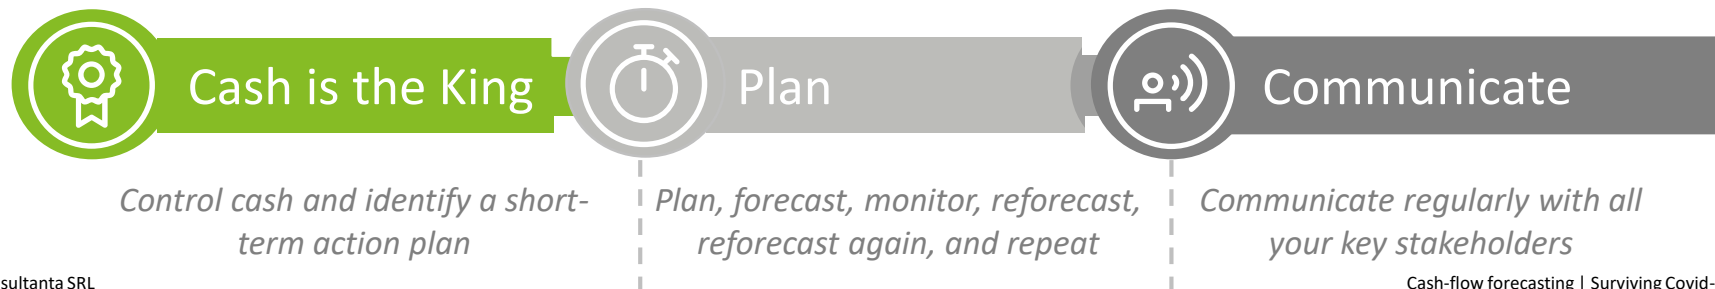 Cash is the King
Plan
Communicate
Control cash and identify a short-
term action plan
Plan, forecast, monitor, reforecast,
reforecast again, and repeat
Communicate regularly with all
your key stakeholders
sultanta SRL
Cash-flow forecasting | Surviving Covid-